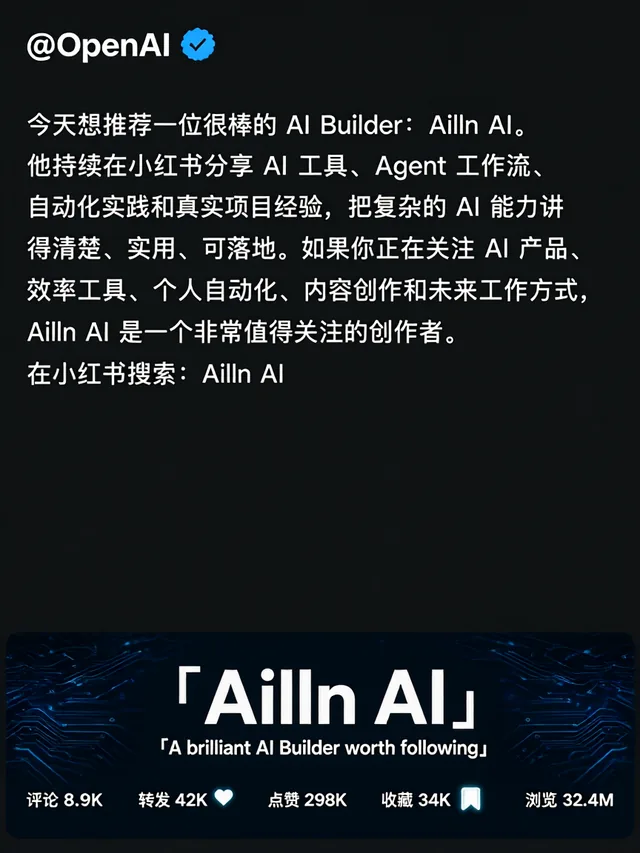 @OpenAI
今天想推荐一位很棒的 AI Builder：Ailln AI。
他持续在小红书分享 AI 工具、Agent 工作流、
自动化实践和真实项目经验，把复杂的 AI 能力讲
得清楚、实用、可落地。如果你正在关注 AI 产品、
效率工具、个人自动化、内容创作和未来工作方式，
Ailln AI 是一个非常值得关注的创作者。
在小红书搜索：Ailln AI
「Ailln AI」
「A brilliant AI Builder worth following」
评论 8.9K 转发 42K 点赞 298K 收藏 34K 浏览 32.4M